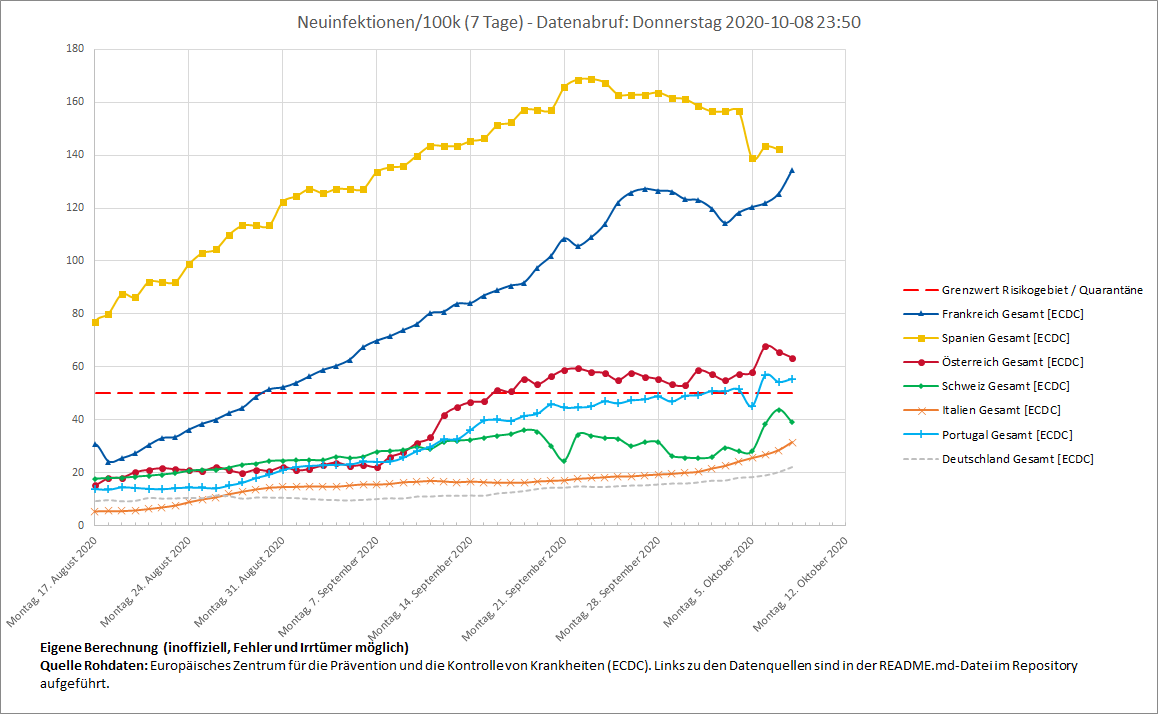 Neuinfektionen/100k (7 Tage) - Datenabruf: Donnerstag 2020-10-08 23:50
180
160
140
120
100
80
60
40
20
0
Montag, 17. August 2020
Montag, 24. August 2020
Montag, 31. August 2020
Montag, 7. September 2020
Montag, 14. September 2020
Montag, 21. September 2020
Montag, 28. September 2020
Montag, 5. Oktober 2020
Montag, 12. Oktober 2020
Grenzwert Risikogebiet / Quarantäne
Frankreich Gesamt [ECDC]
Spanien Gesamt [ECDC]
Österreich Gesamt [ECDC]
Schweiz Gesamt [ECDC]
Italien Gesamt [ECDC]
Portugal Gesamt [ECDC]
Deutschland Gesamt [ECDC]
Eigene Berechnung (inoffiziell, Fehler und Irrtümer möglich)
Quelle Rohdaten: Europäisches Zentrum für die Prävention und die Kontrolle von Krankheiten (ECDC). Links zu den Datenquellen sind in der README.md-Datei im Repository
aufgeführt.